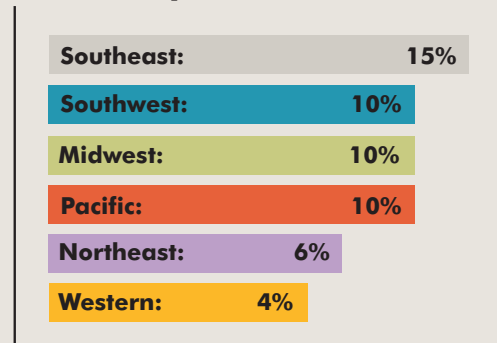 Southeast: 15%
Southwest: 10%
Midwest: 10%
Pacific: 10%
Northeast: 6%
Western: 4%